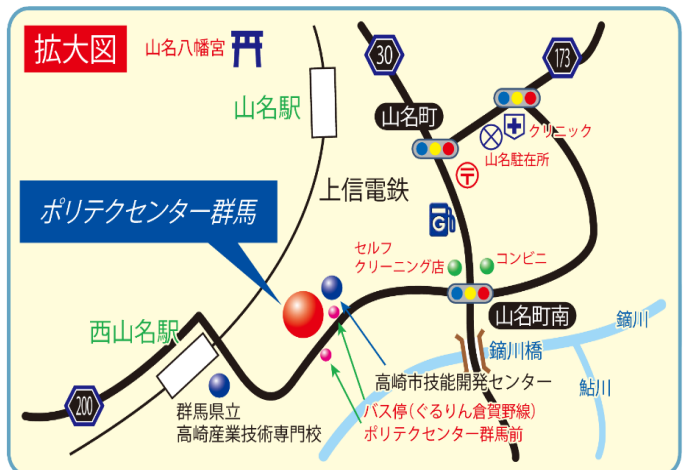 拡大図
山名八幡宮
30
173
山名駅
山名町
クリニック
山名駐在所
〒
上信電鉄
ポリテクセンター群馬
G
セルフ
クリーニング店
コンビニ
山名町南
西山名駅
鏑川
鏑川橋
高崎市技能開発センター
鮎川
200
群馬県立
高崎産業技術専門校
バス停(ぐるりん倉賀野線)
ポリテクセンター群馬前